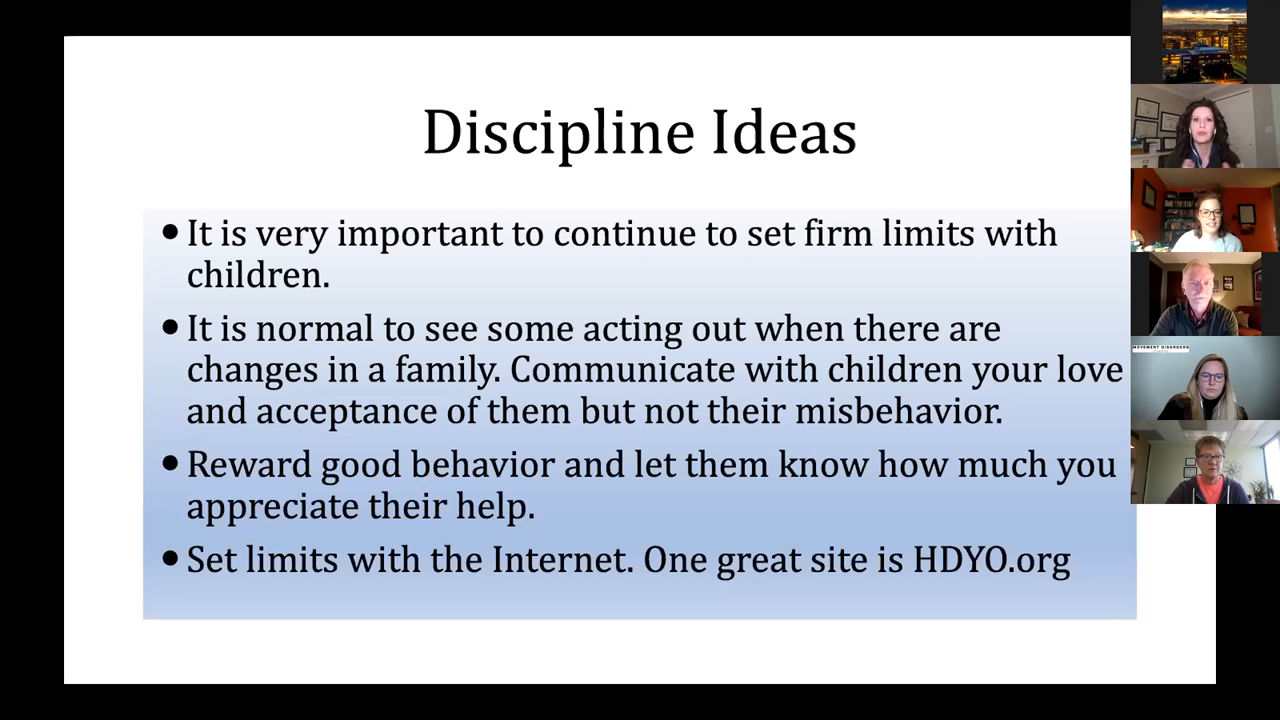 Discipline Ideas
• It is very important to continue to set firm limits with
children.
• It is normal to see some acting out when there are
changes in a family. Communicate with children your love
and acceptance of them but not their misbehavior.
• Reward good behavior and let them know how much you
appreciate their help.
• Set limits with the Internet. One great site is HDYO.org
MOVEMENT DISORDERS